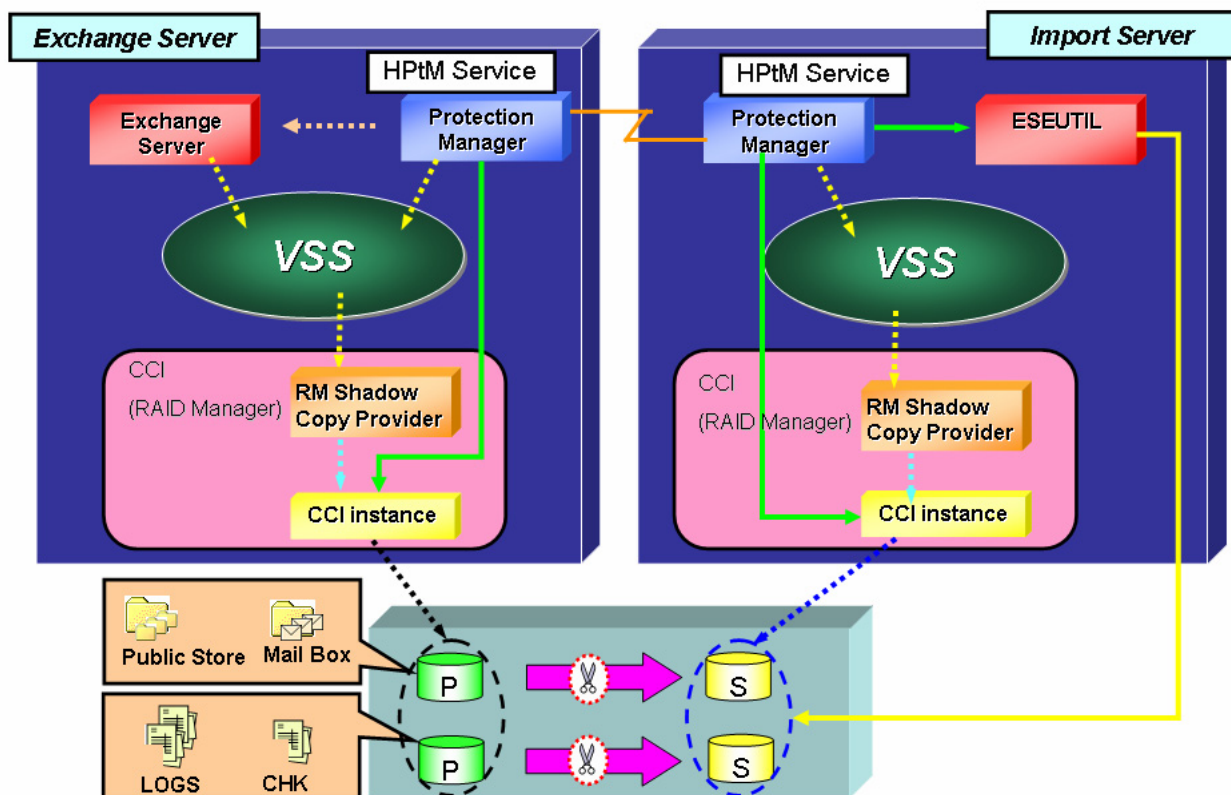 Exchange Server
HPtM Service
Exchange
Server
Protection
Manager
VSS
CCI
(RAID Manager)
RM Shadow
Copy Provider
CCI instance
Import Server
HPtM Service
Protection
Manager
ESEUTIL
VSS
CCI
(RAID Manager)
RM Shadow
Copy Provider
CCI instance
Public Store
Mail Box
P
S
LOGS
CHK
P
S